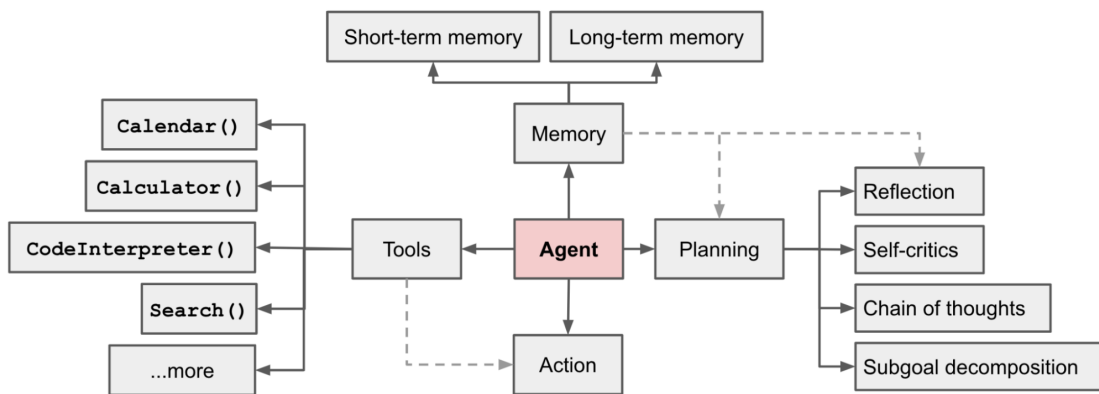 Short-term memory
Long-term memory
Calendar()
Memory
Calculator()
Reflection
CodeInterpreter()
Tools
Agent
Planning
Self-critics
Search()
Chain of thoughts
...more
Action
Subgoal decomposition